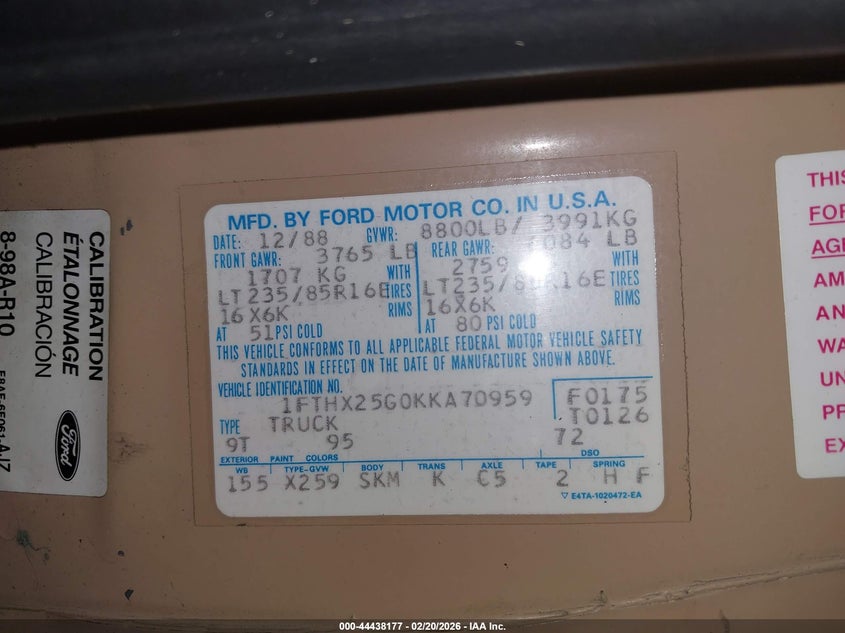 MFD. BY FORD MOTOR CO. IN U.S.A.
DATE: 12/88 GVWR: 8800LB/ 3991KG
FRONT GAWR: 3765 LB REAR GAWR: 6084 LB
1707 KG WITH 2759 WITH
LT235/85R16E TIRES LT235/85R16E TIRES
16X6K RIMS 16X6K RIMS
AT 51 PSI COLD AT 80 PSI COLD
THIS VEHICLE CONFORMS TO ALL APPLICABLE FEDERAL MOTOR VEHICLE SAFETY
STANDARDS IN EFFECT ON THE DATE OF MANUFACTURE SHOWN ABOVE.
VEHICLE IDENTIFICATION NO.
1FTHX25G0KKA70959 F0175
TYPE TRUCK T0126
9T 95 72
EXTERIOR PAINT COLORS DSO
WB TYPE-GVW BODY TRANS AXLE TAPE SPRING
155 X259 SKM K C5 2 H F
▽ E4TA-1020472-EA
CALIBRATION
ÉTALONNAGE
CALIBRACIÓN
8-98A-R10
Ford
THIS
FOR
AGE
AM
AN
WA
UN
PR
EX
000-44438177 - 02/20/2026 - IAA Inc.